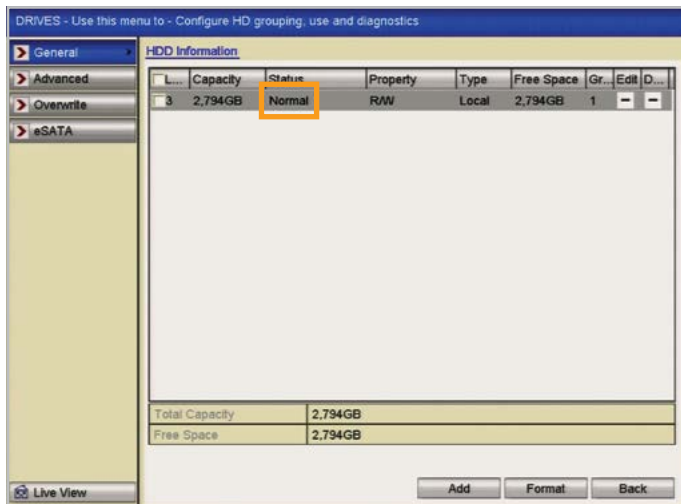 DRIVES - Use this menu to - Configure HD grouping, use and diagnostics
General
HDD Information
Advanced
L... Capacity Status Property Type Free Space Gr... Edit D...
3 2,794GB Normal R/W Local 2,794GB 1 – –
Overwrite
eSATA
Total Capacity 2,794GB
Free Space 2,794GB
Live View
Add Format Back